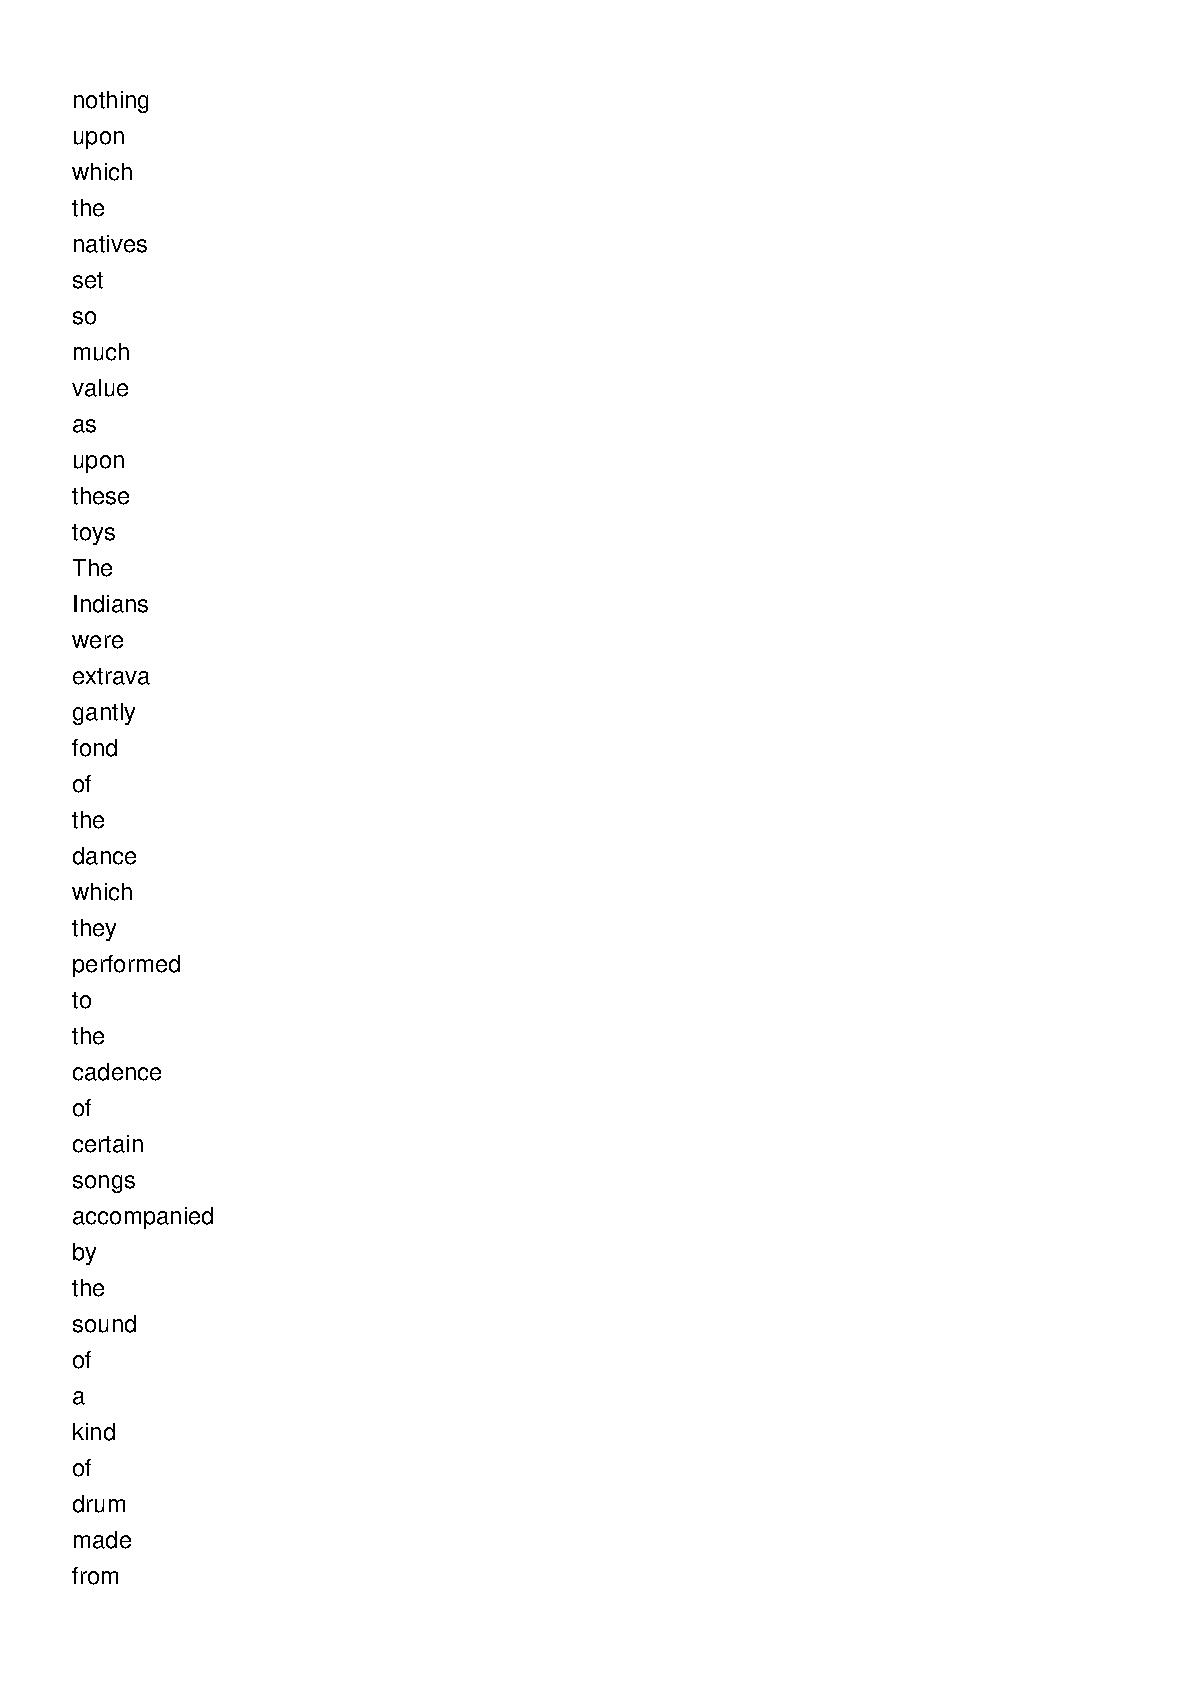 nothing
upon
which
the
natives
set
so
much
value
as
upon
these
toys
The
Indians
were
extrava
gantly
fond
of
the
dance
which
they
performed
to
the
cadence
of
certain
songs
accompanied
by
the
sound
of
a
kind
of
drum
made
from